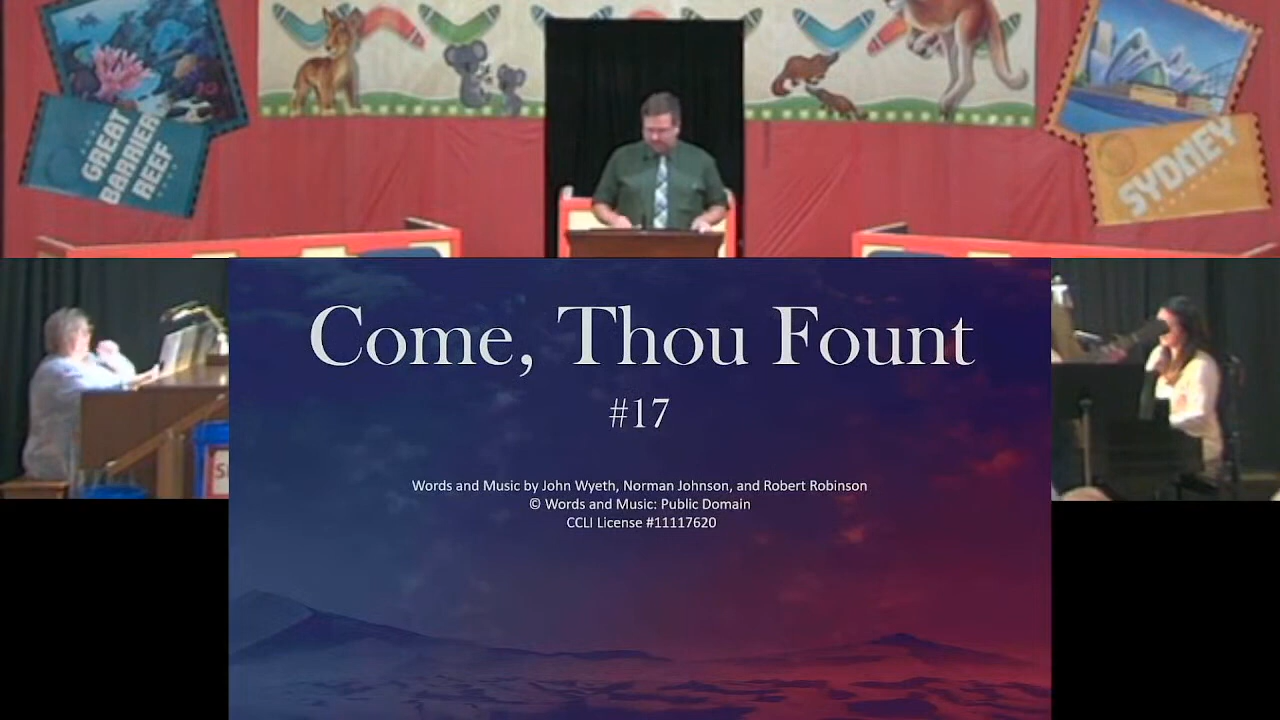 GREAT
BARRIER
REEF
SYDNEY
Come, Thou Fount
#17
Words and Music by John Wyeth, Norman Johnson, and Robert Robinson
© Words and Music: Public Domain
CCLI License #11117620